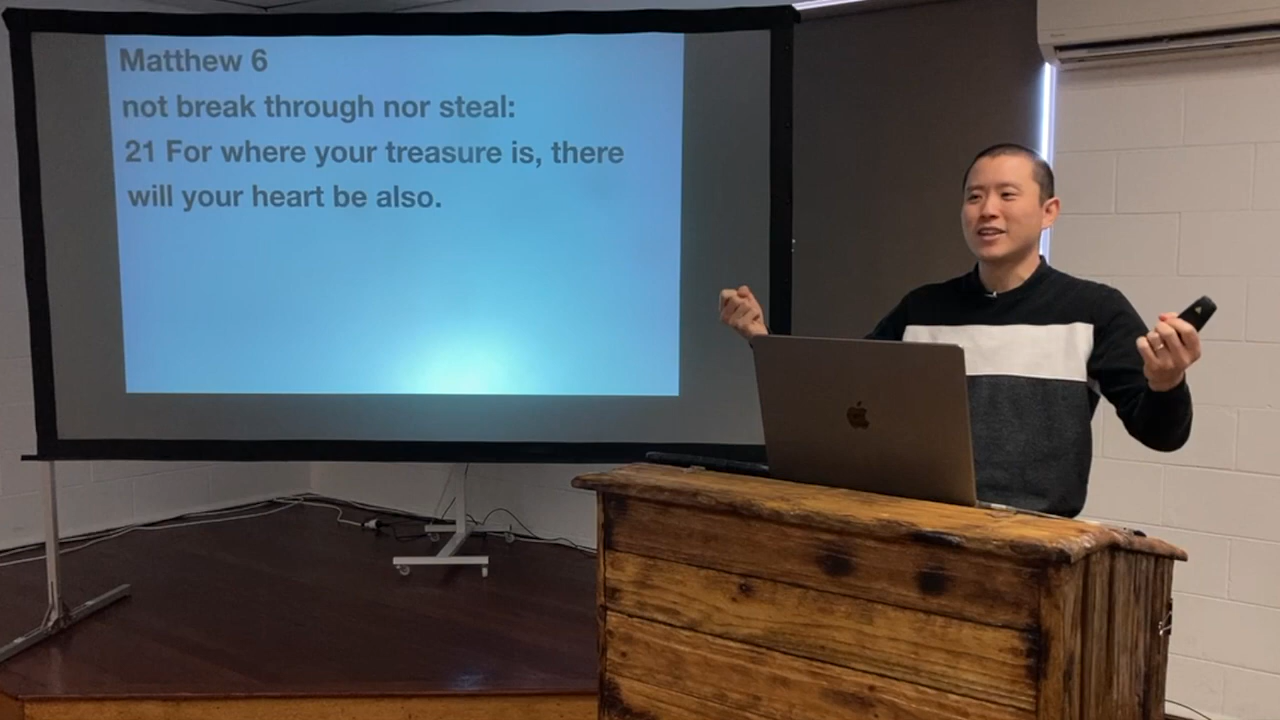 Matthew 6
not break through nor steal:
21 For where your treasure is, there
will your heart be also.